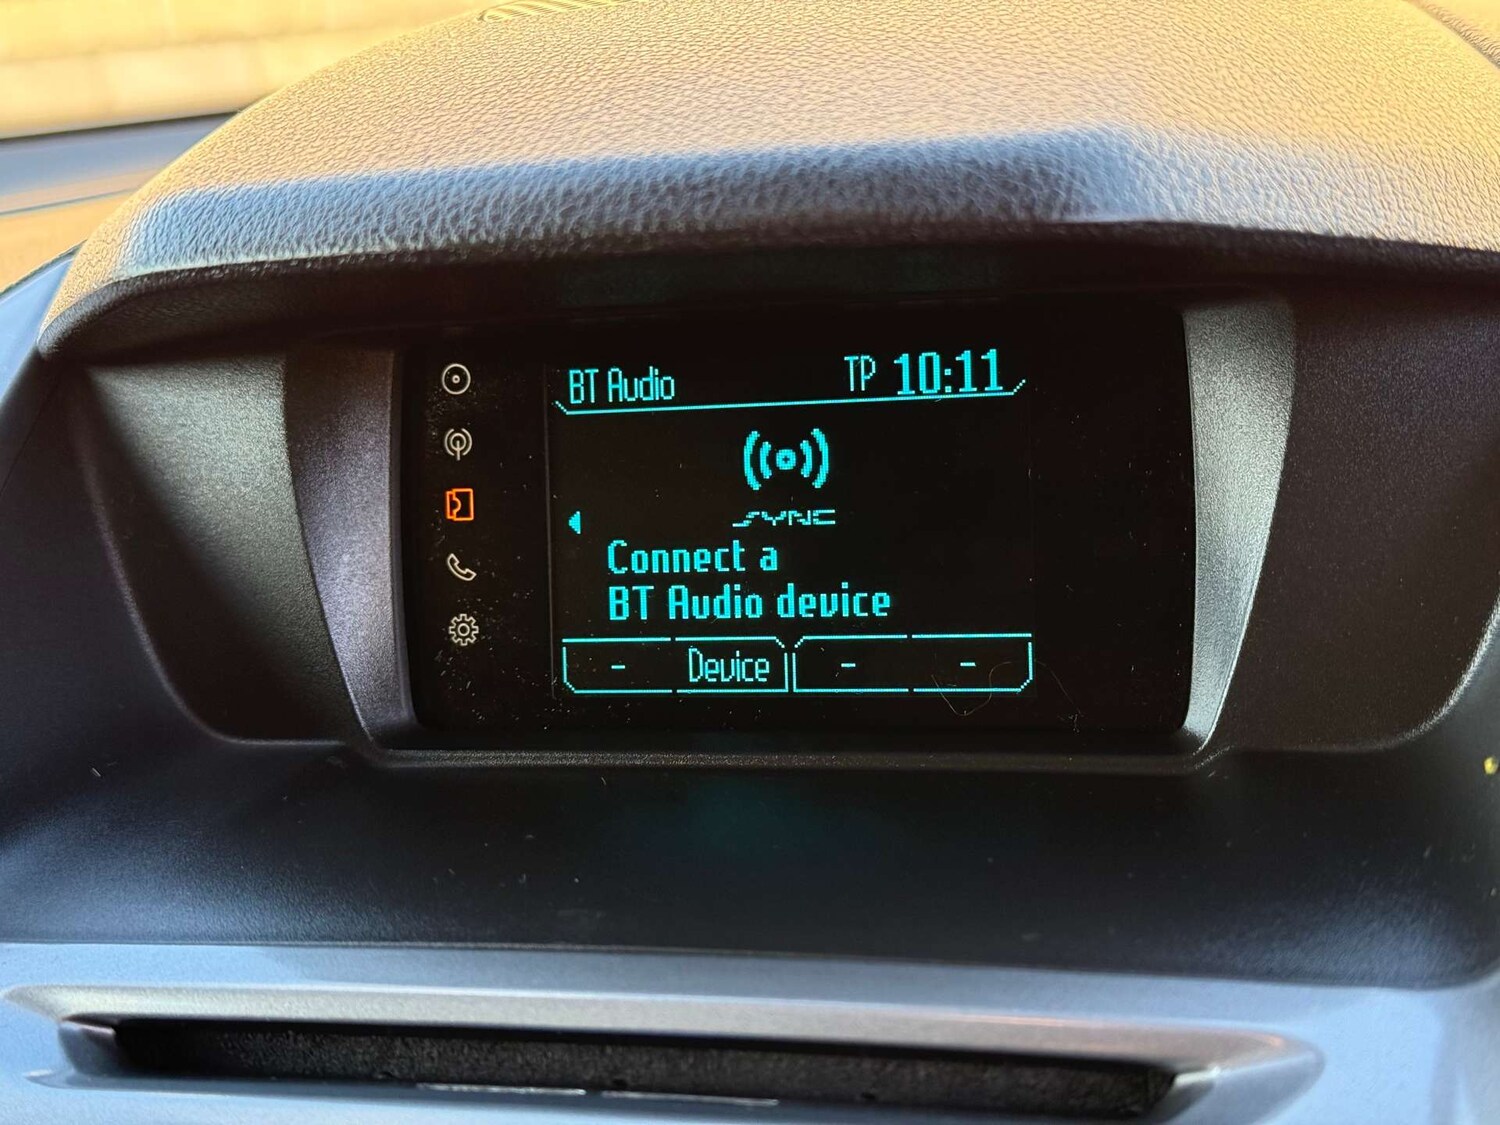 BT Audio TP 10:11
SYNC
Connect a
BT Audio device
- Device - -